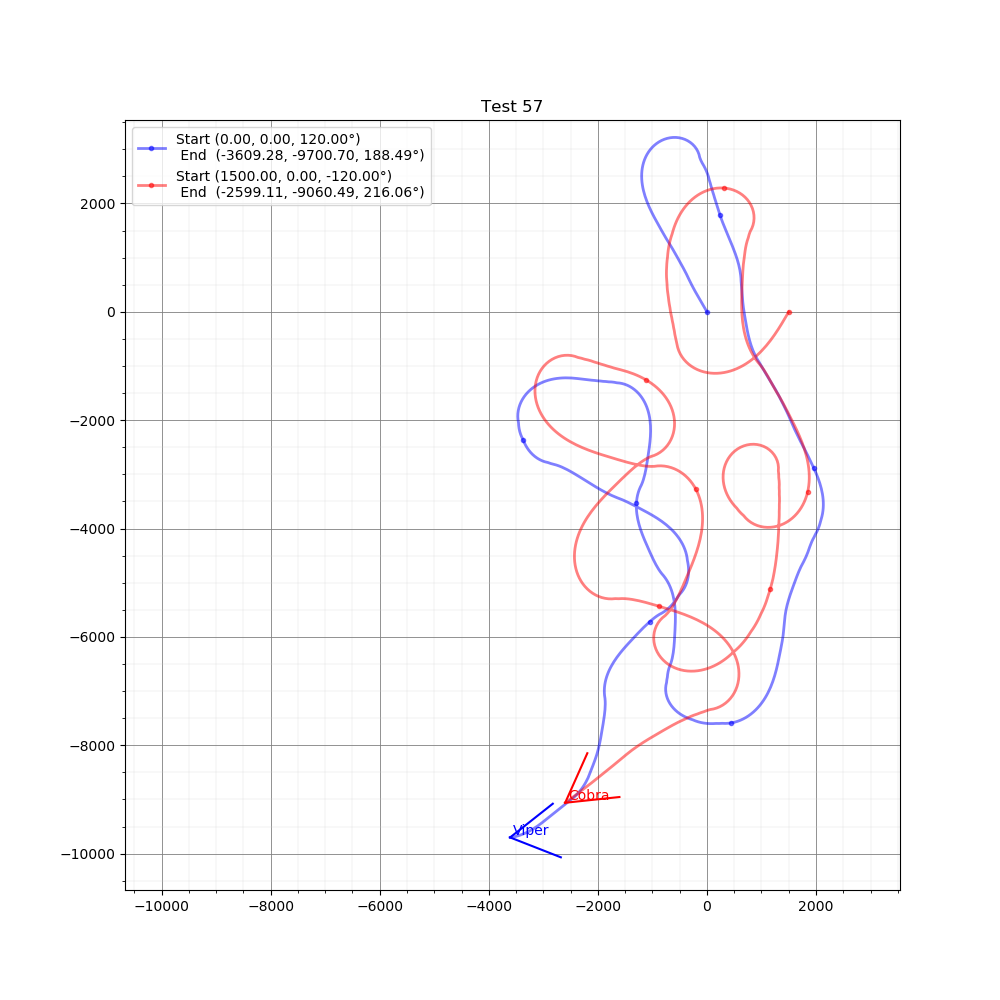 Test 57
Start (0.00, 0.00, 120.00°)
End (-3609.28, -9700.70, 188.49°)
Start (1500.00, 0.00, -120.00°)
End (-2599.11, -9060.49, 216.06°)
2000
0
−2000
−4000
−6000
−8000
−10000
Cobra
Viper
−10000 −8000 −6000 −4000 −2000 0 2000